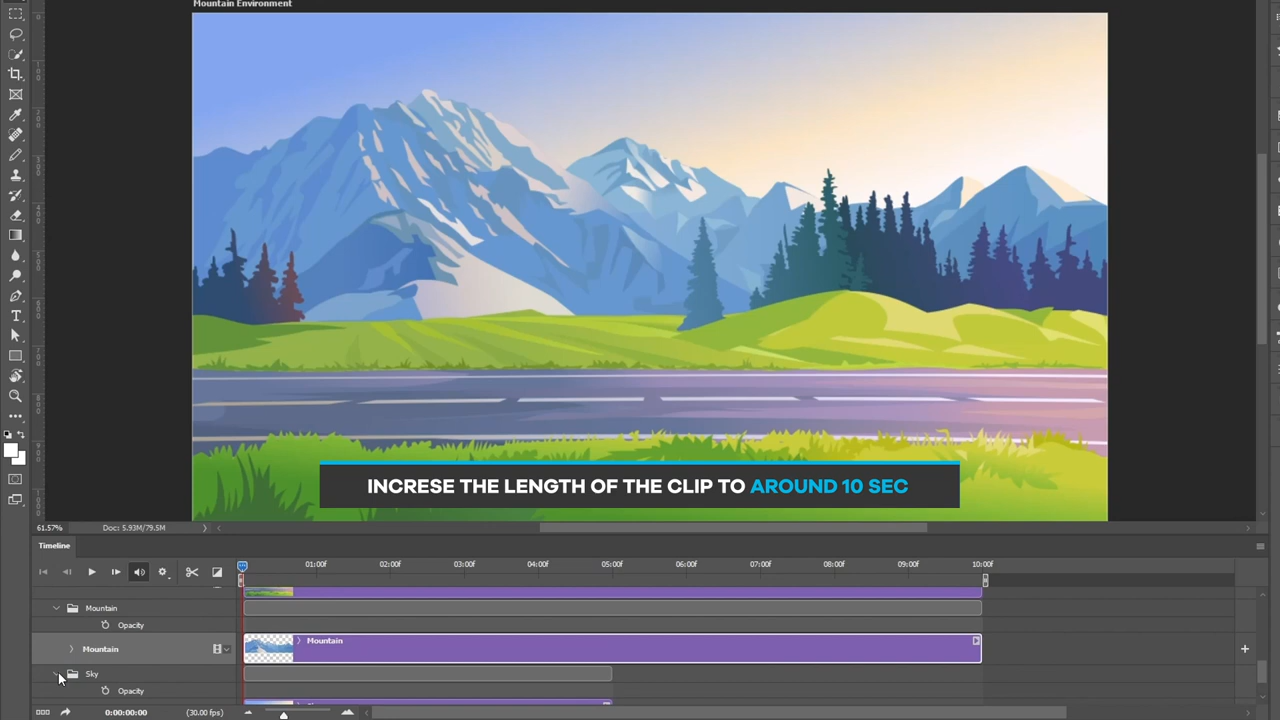 Mountain Environment
INCRESE THE LENGTH OF THE CLIP TO AROUND 10 SEC
61.57% Doc: 5.93M/79.5M
Timeline
01:00f 02:00f 03:00f 04:00f 05:00f 06:00f 07:00f 08:00f 09:00f 10:00f
Mountain
Opacity
Mountain
Mountain
Sky
Opacity
0:00:00:00 (30.00 fps)